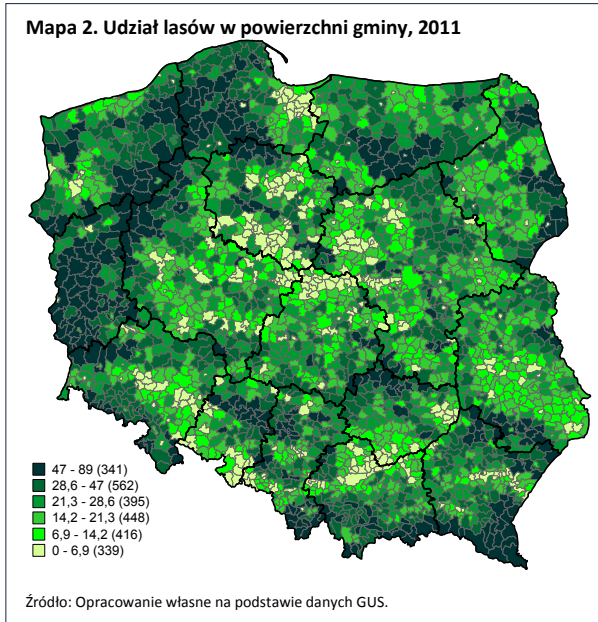 Mapa 2. Udział lasów w powierzchni gminy, 2011
47 - 89 (341)
28,6 - 47 (562)
21,3 - 28,6 (395)
14,2 - 21,3 (448)
6,9 - 14,2 (416)
0 - 6,9 (339)
Źródło: Opracowanie własne na podstawie danych GUS.